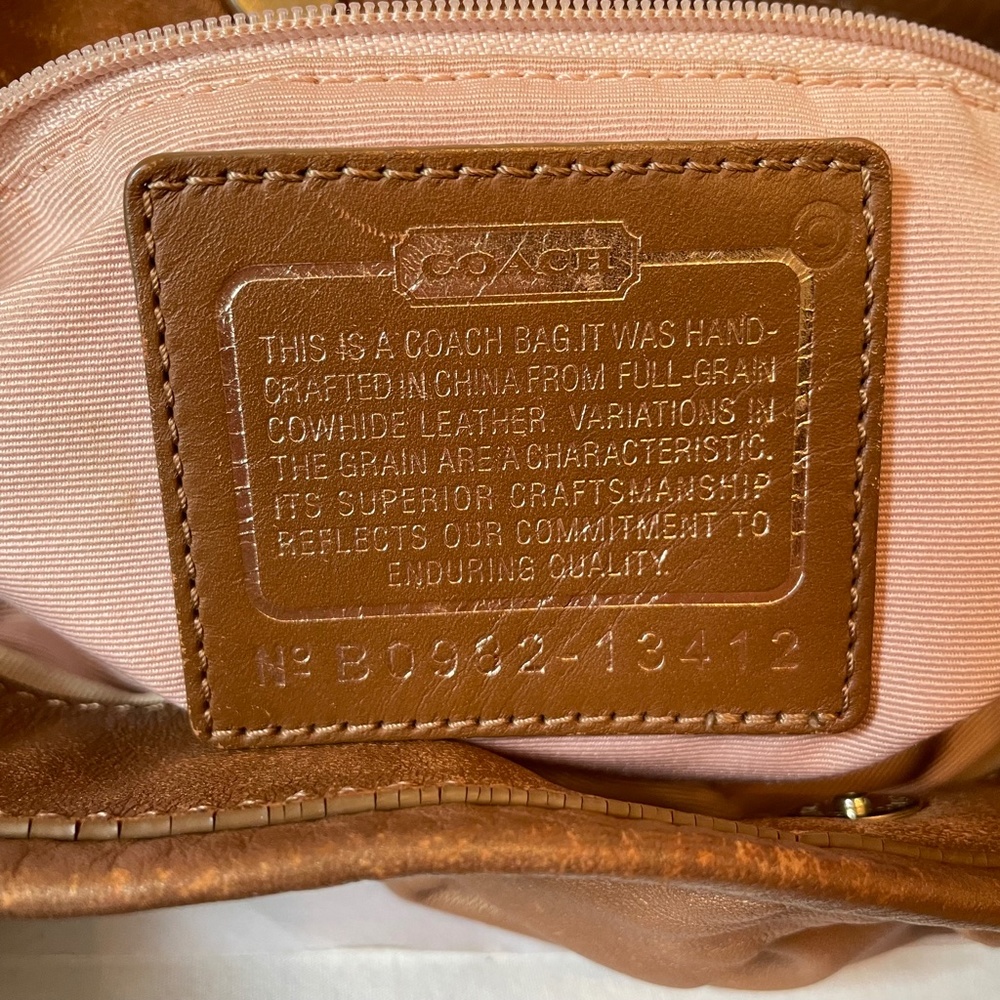 COACH
THIS IS A COACH BAG.IT WAS HAND-
CRAFTED IN CHINA FROM FULL-GRAIN
COWHIDE LEATHER. VARIATIONS IN
THE GRAIN ARE A CHARACTERISTIC.
ITS SUPERIOR CRAFTSMANSHIP
REFLECTS OUR COMMITMENT TO
ENDURING QUALITY.
Nº B0982-13412